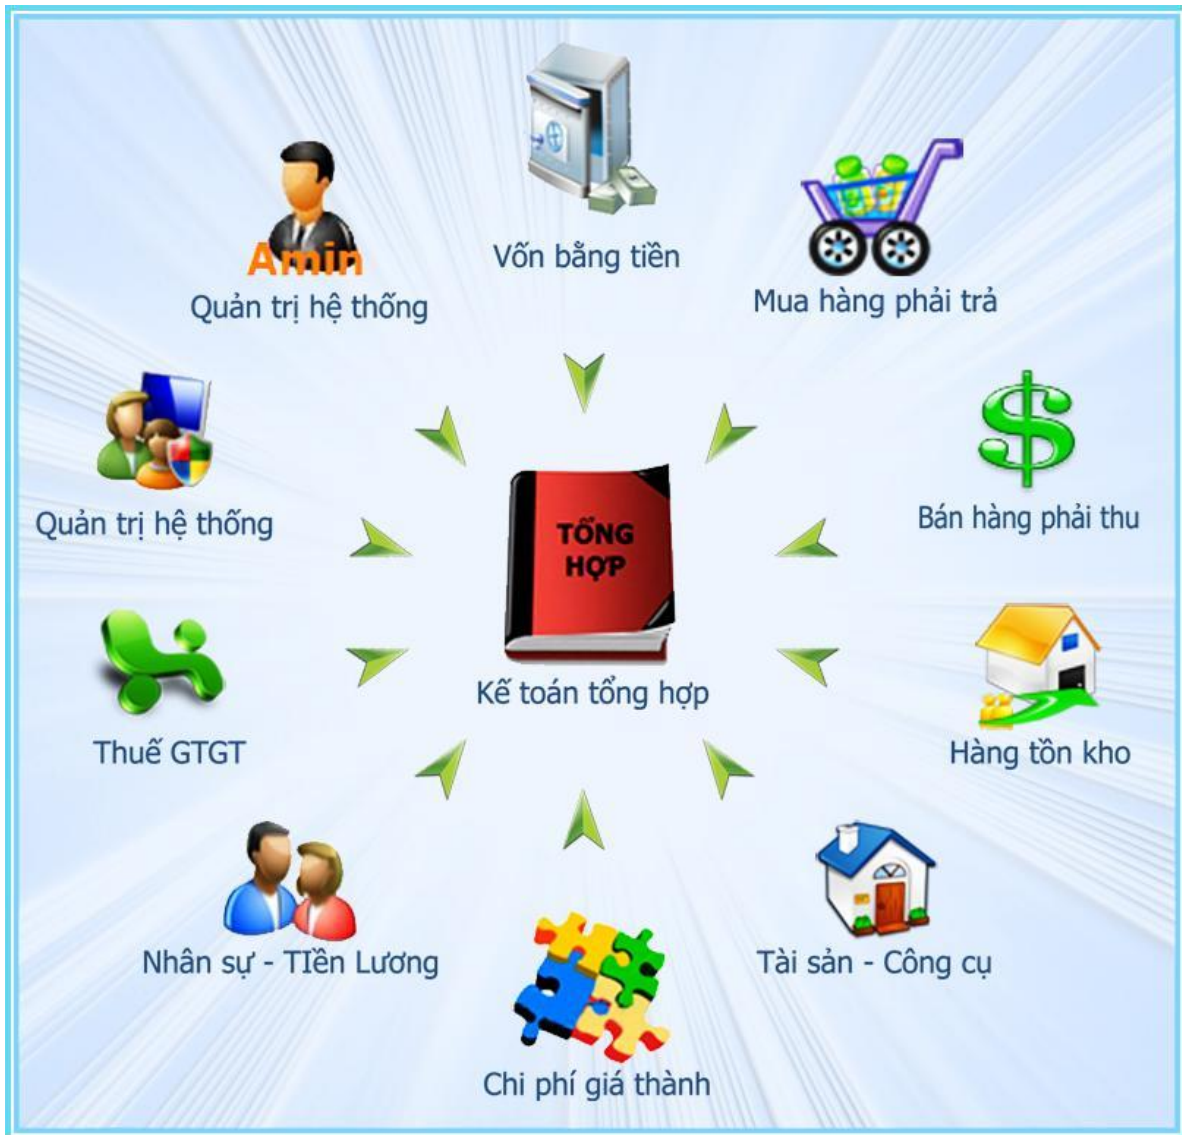 Vốn bằng tiền
Amin
Quản trị hệ thống
Mua hàng phải trả
Quản trị hệ thống
TỔNG
HỢP
Bán hàng phải thu
Kế toán tổng hợp
Thuế GTGT
Hàng tồn kho
Nhân sự - TIền Lương
Tài sản - Công cụ
Chi phí giá thành